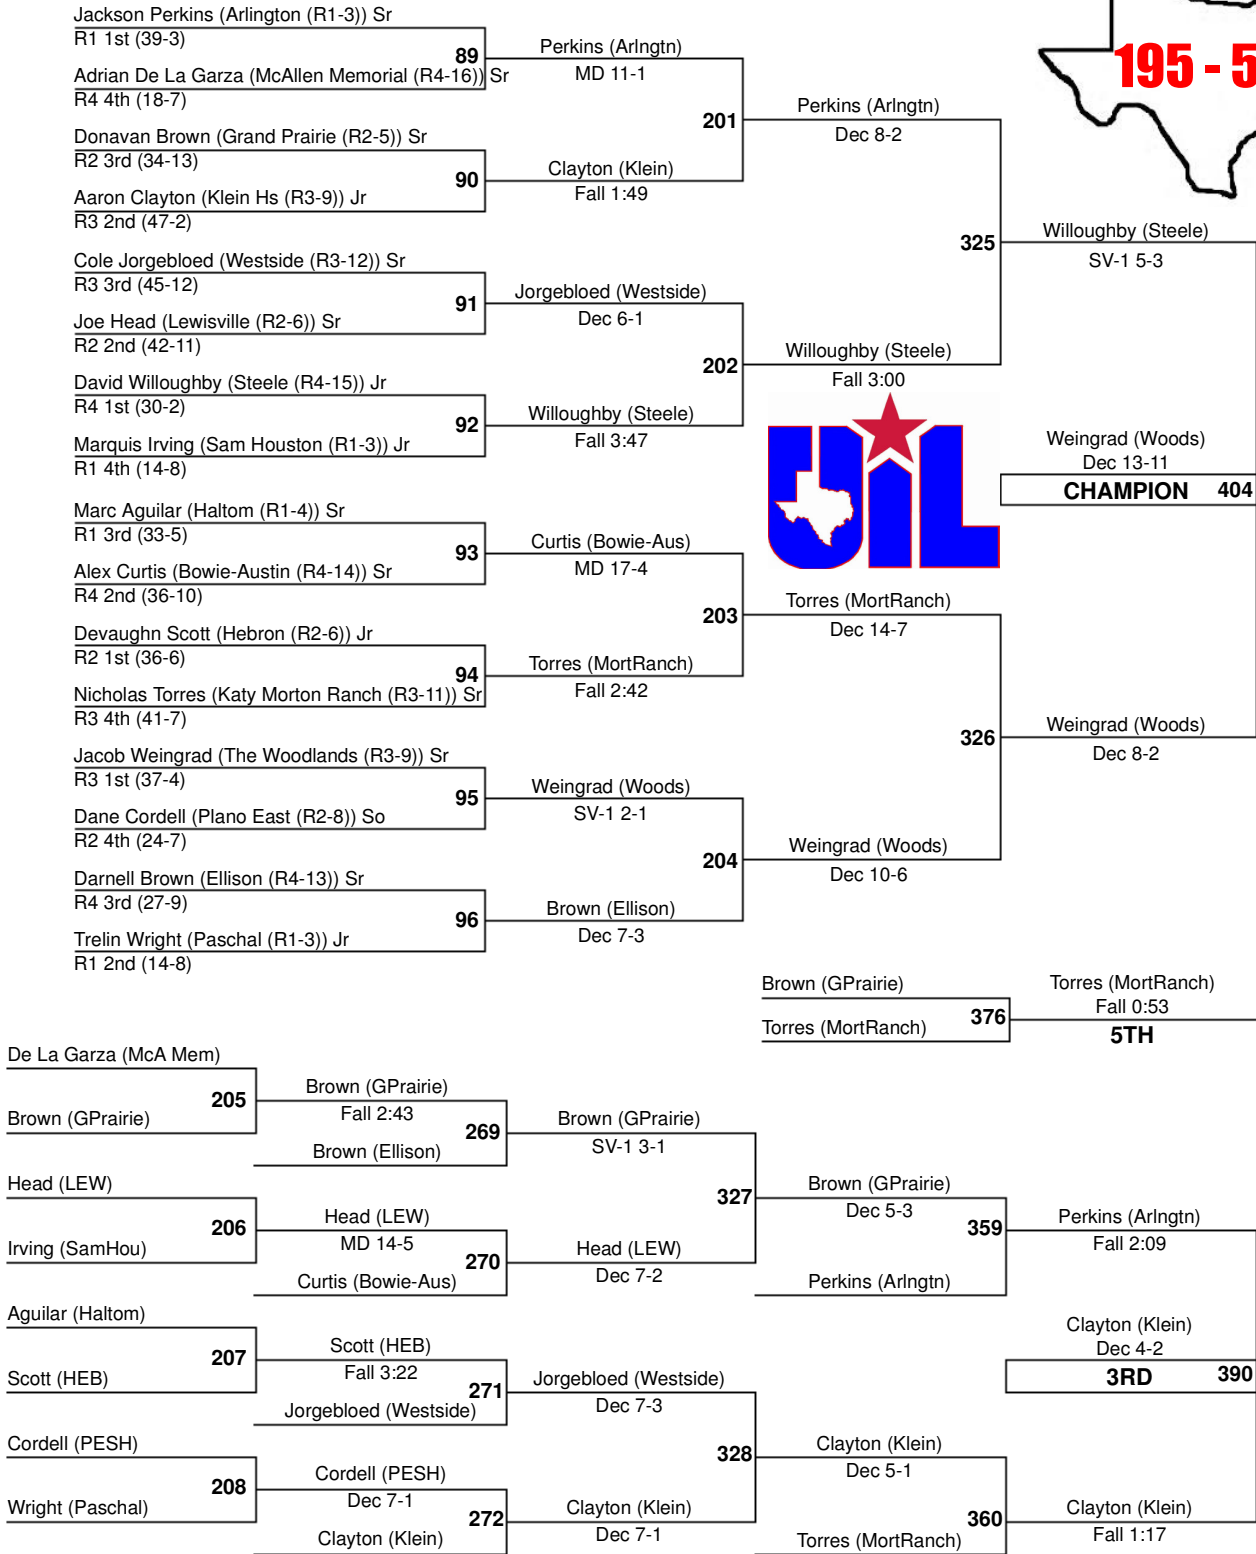 Jackson Perkins (Arlington (R1-3)) Sr
R1 1st (39-3)
89
Adrian De La Garza (McAllen Memorial (R4-16)) Sr
R4 4th (18-7)
Perkins (Arlngtn)
MD 11-1
Donavan Brown (Grand Prairie (R2-5)) Sr
R2 3rd (34-13)
90
Aaron Clayton (Klein Hs (R3-9)) Jr
R3 2nd (47-2)
Clayton (Klein)
Fall 1:49
201
Perkins (Arlngtn)
Dec 8-2
195 - 5
Cole Jorgebloed (Westside (R3-12)) Sr
R3 3rd (45-12)
91
Joe Head (Lewisville (R2-6)) Sr
R2 2nd (42-11)
Jorgebloed (Westside)
Dec 6-1
David Willoughby (Steele (R4-15)) Jr
R4 1st (30-2)
92
Marquis Irving (Sam Houston (R1-3)) Jr
R1 4th (14-8)
Willoughby (Steele)
Fall 3:47
202
Willoughby (Steele)
Fall 3:00
325
Willoughby (Steele)
SV-1 5-3
UIL
Marc Aguilar (Haltom (R1-4)) Sr
R1 3rd (33-5)
93
Alex Curtis (Bowie-Austin (R4-14)) Sr
R4 2nd (36-10)
Curtis (Bowie-Aus)
MD 17-4
Devaughn Scott (Hebron (R2-6)) Jr
R2 1st (36-6)
94
Nicholas Torres (Katy Morton Ranch (R3-11)) Sr
R3 4th (41-7)
Torres (MortRanch)
Fall 2:42
203
Torres (MortRanch)
Dec 14-7
Jacob Weingrad (The Woodlands (R3-9)) Sr
R3 1st (37-4)
95
Dane Cordell (Plano East (R2-8)) So
R2 4th (24-7)
Weingrad (Woods)
SV-1 2-1
Darnell Brown (Ellison (R4-13)) Sr
R4 3rd (27-9)
96
Trelin Wright (Paschal (R1-3)) Jr
R1 2nd (14-8)
Brown (Ellison)
Dec 7-3
204
Weingrad (Woods)
Dec 10-6
326
Weingrad (Woods)
Dec 8-2
Weingrad (Woods)
Dec 13-11
CHAMPION 404
Brown (GPrairie)
376
Torres (MortRanch)
Torres (MortRanch)
Fall 0:53
5TH
De La Garza (McA Mem)
205
Brown (GPrairie)
Brown (GPrairie)
Fall 2:43
269
Brown (Ellison)
Brown (GPrairie)
SV-1 3-1
Head (LEW)
206
Irving (SamHou)
Head (LEW)
MD 14-5
270
Curtis (Bowie-Aus)
Head (LEW)
Dec 7-2
327
Brown (GPrairie)
Dec 5-3
359
Perkins (Arlngtn)
Perkins (Arlngtn)
Fall 2:09
Aguilar (Haltom)
207
Scott (HEB)
Scott (HEB)
Fall 3:22
271
Jorgebloed (Westside)
Jorgebloed (Westside)
Dec 7-3
Cordell (PESH)
208
Wright (Paschal)
Cordell (PESH)
Dec 7-1
272
Clayton (Klein)
Clayton (Klein)
Dec 7-1
328
Clayton (Klein)
Dec 5-1
360
Torres (MortRanch)
Clayton (Klein)
Fall 1:17
Clayton (Klein)
Dec 4-2
3RD 390